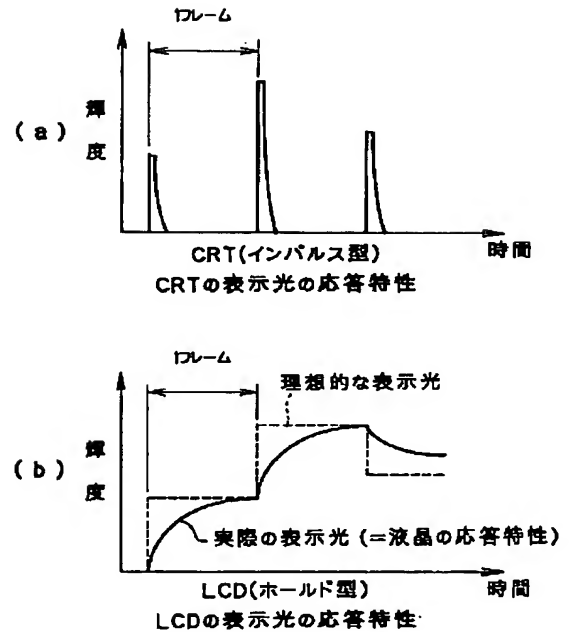 1フレーム
(a)
輝度
時間
CRT(インパルス型)
CRTの表示光の応答特性
1フレーム
理想的な表示光
(b)
輝度
実際の表示光(=液晶の応答特性)
時間
LCD(ホールド型)
LCDの表示光の応答特性